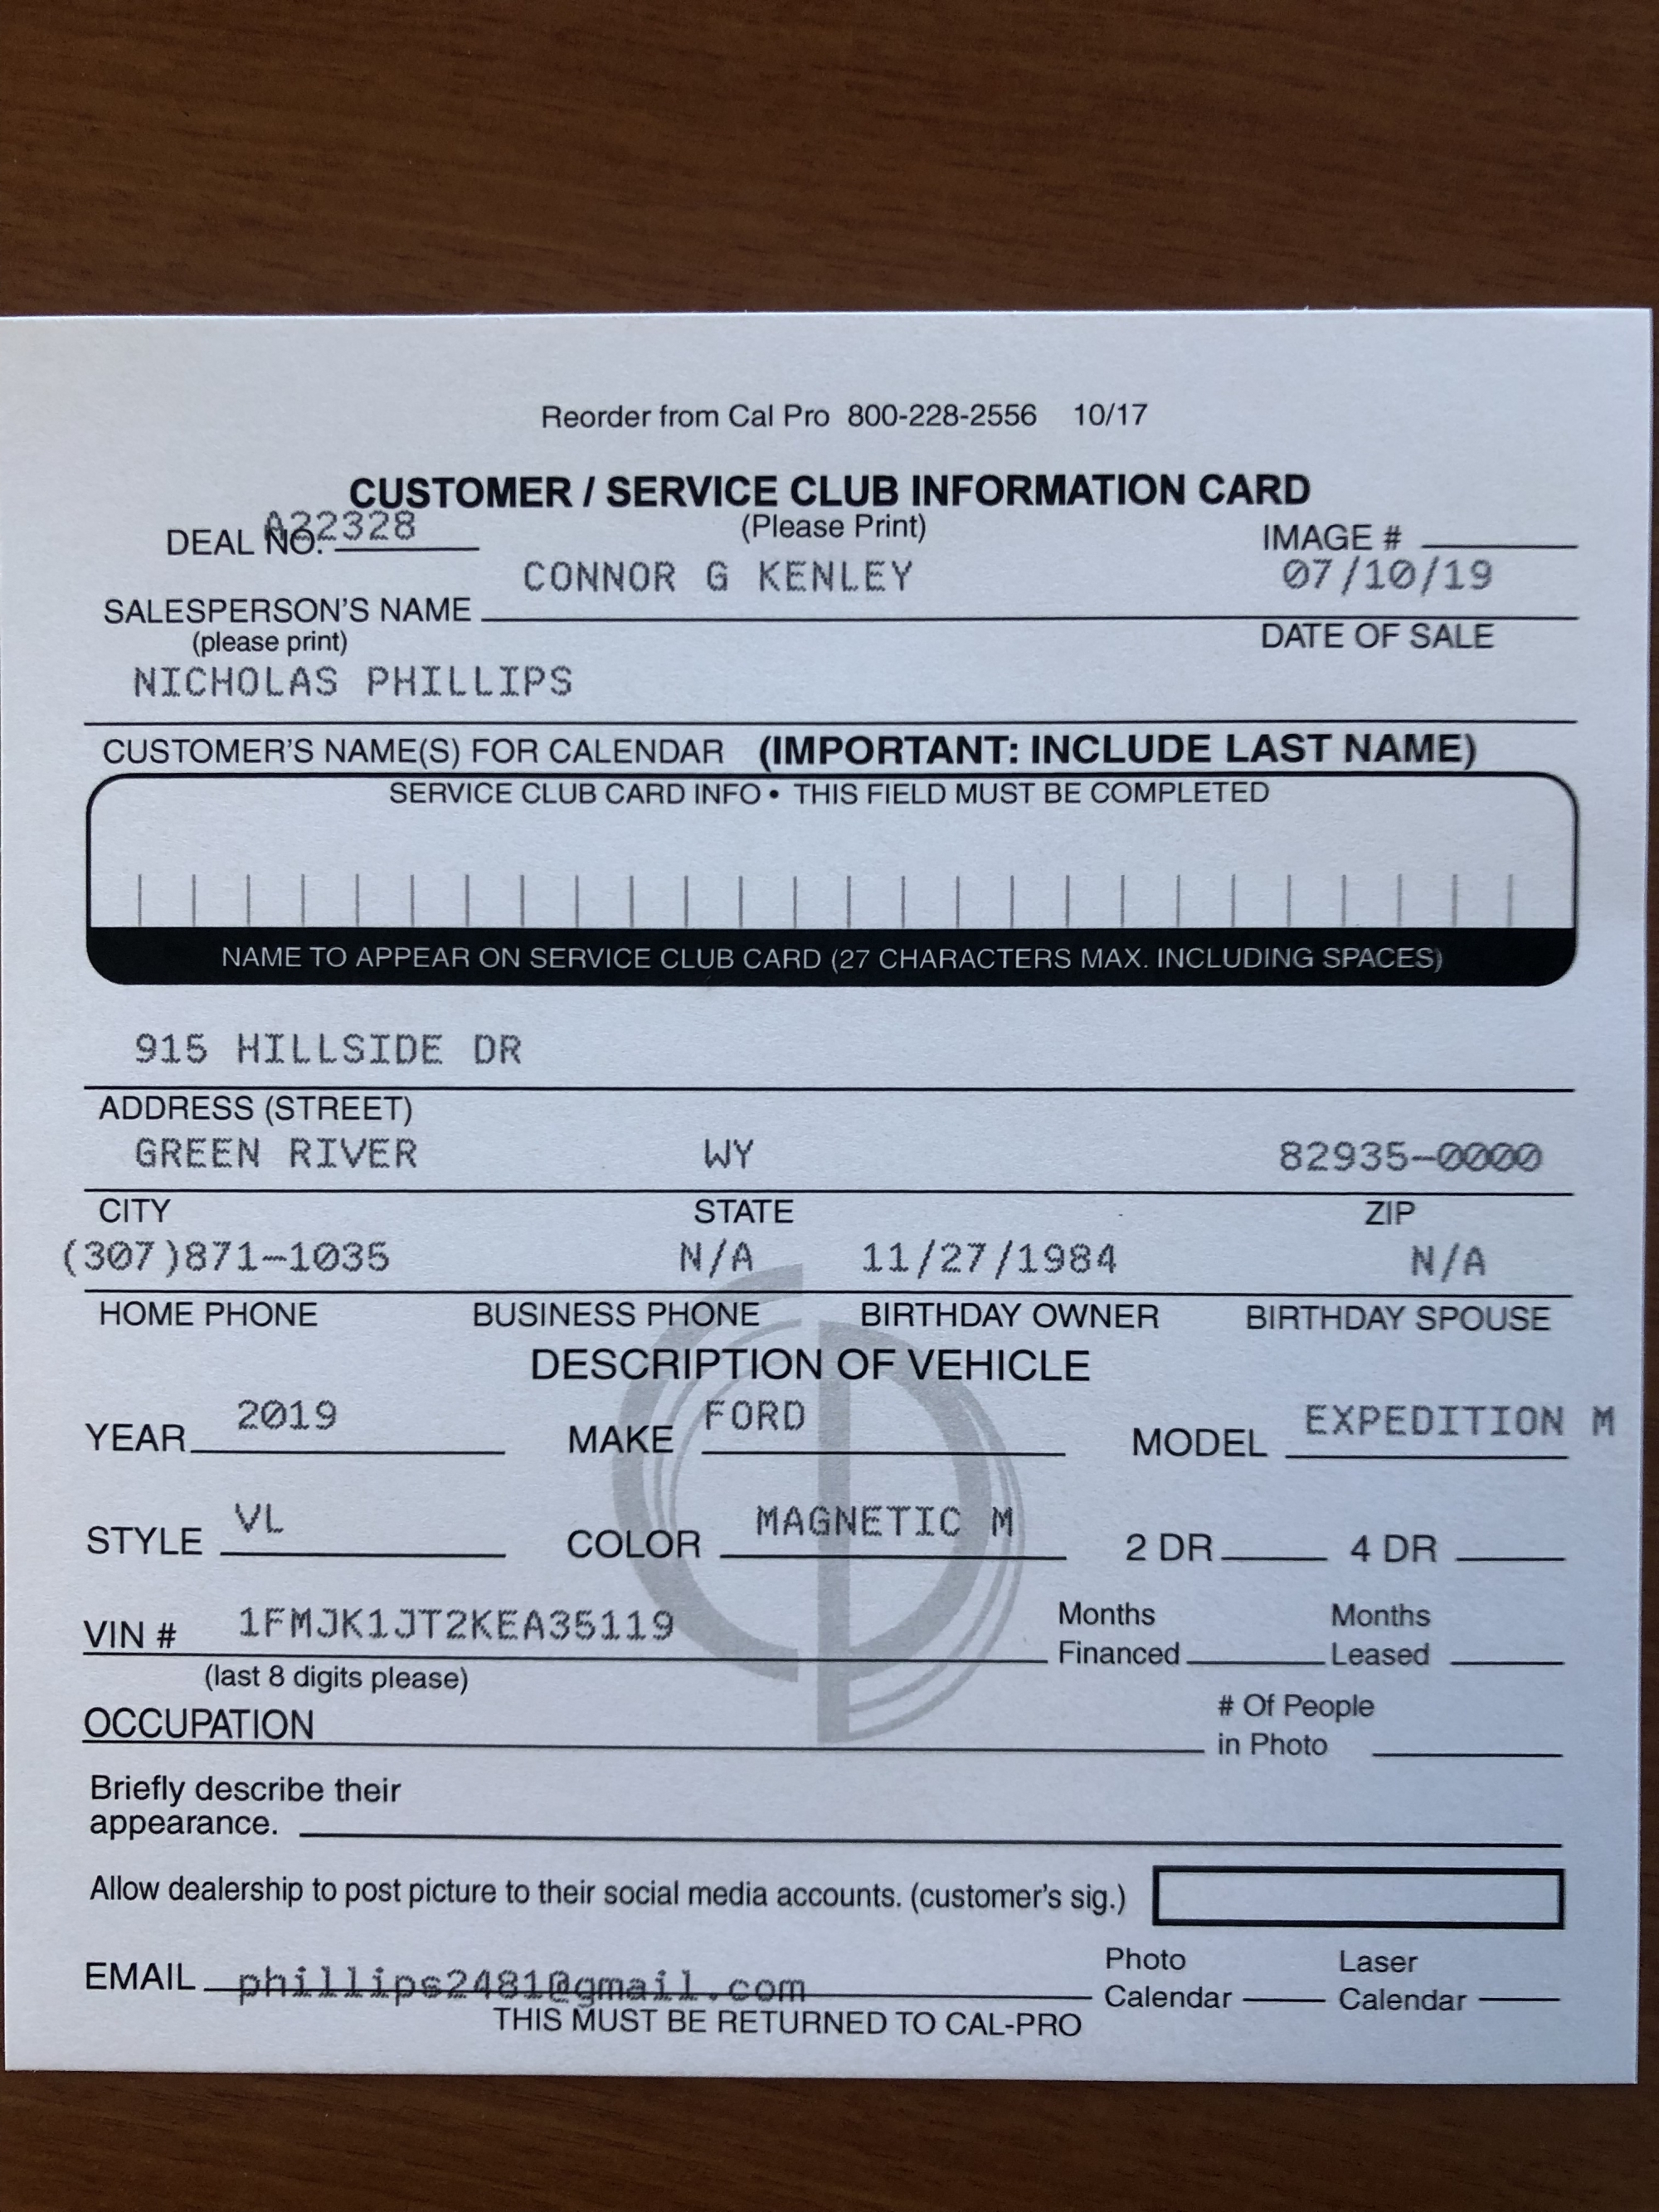 Reorder from Cal Pro 800-228-2556 10/17
CUSTOMER / SERVICE CLUB INFORMATION CARD
(Please Print)
DEAL NO. A22328 IMAGE #
CONNOR G KENLEY 07/10/19
SALESPERSON'S NAME
(please print) DATE OF SALE
NICHOLAS PHILLIPS
CUSTOMER'S NAME(S) FOR CALENDAR (IMPORTANT: INCLUDE LAST NAME)
SERVICE CLUB CARD INFO • THIS FIELD MUST BE COMPLETED
NAME TO APPEAR ON SERVICE CLUB CARD (27 CHARACTERS MAX. INCLUDING SPACES)
915 HILLSIDE DR
ADDRESS (STREET)
GREEN RIVER WY 82935-0000
CITY STATE ZIP
(307)871-1035 N/A 11/27/1984 N/A
HOME PHONE BUSINESS PHONE BIRTHDAY OWNER BIRTHDAY SPOUSE
DESCRIPTION OF VEHICLE
YEAR 2019 MAKE FORD MODEL EXPEDITION M
STYLE VL COLOR MAGNETIC M 2 DR 4 DR
VIN # 1FMJK1JT2KEA35119 Months Financed Months Leased
(last 8 digits please)
OCCUPATION # Of People in Photo
Briefly describe their
appearance.
Allow dealership to post picture to their social media accounts. (customer's sig.)
EMAIL phillips2481@gmail.com Photo Calendar Laser Calendar
THIS MUST BE RETURNED TO CAL-PRO